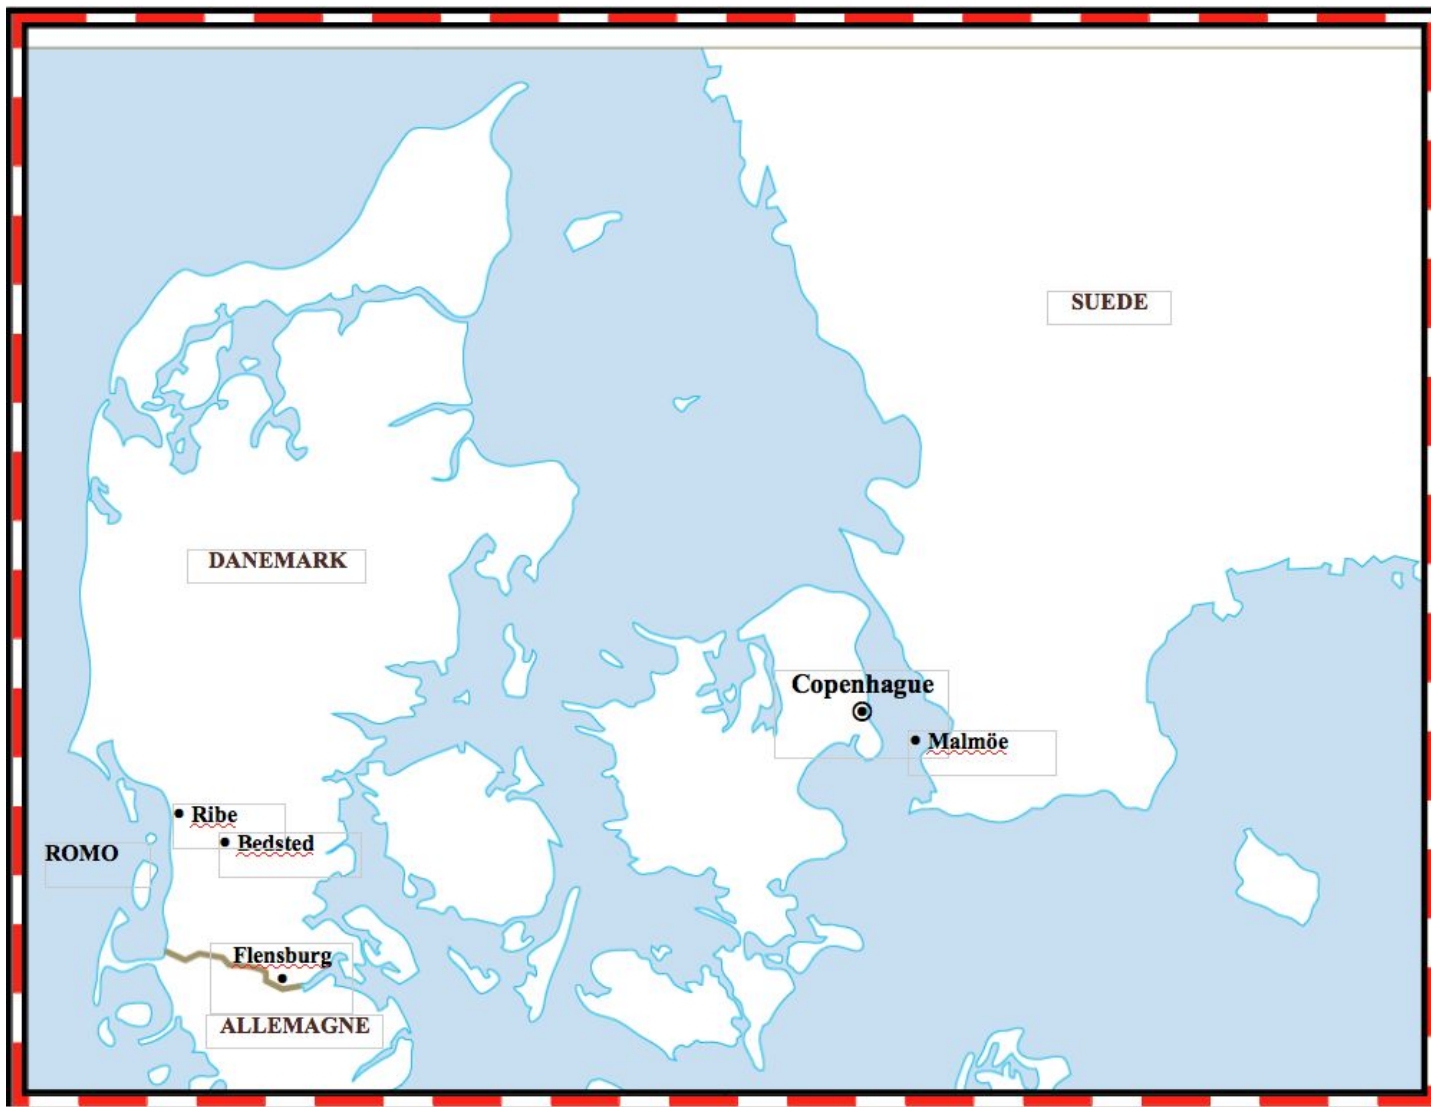 SUEDE
DANEMARK
Copenhague
Malmöe
Ribe
Bedsted
ROMO
Flensburg
ALLEMAGNE